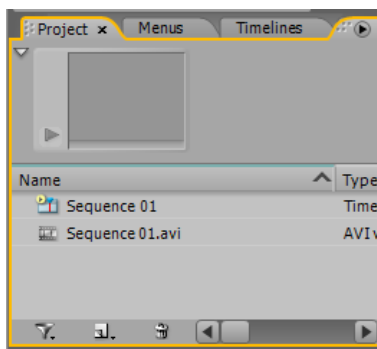 Project x Menus Timelines
Name Type
Sequence 01 Time
Sequence 01.avi AVI v